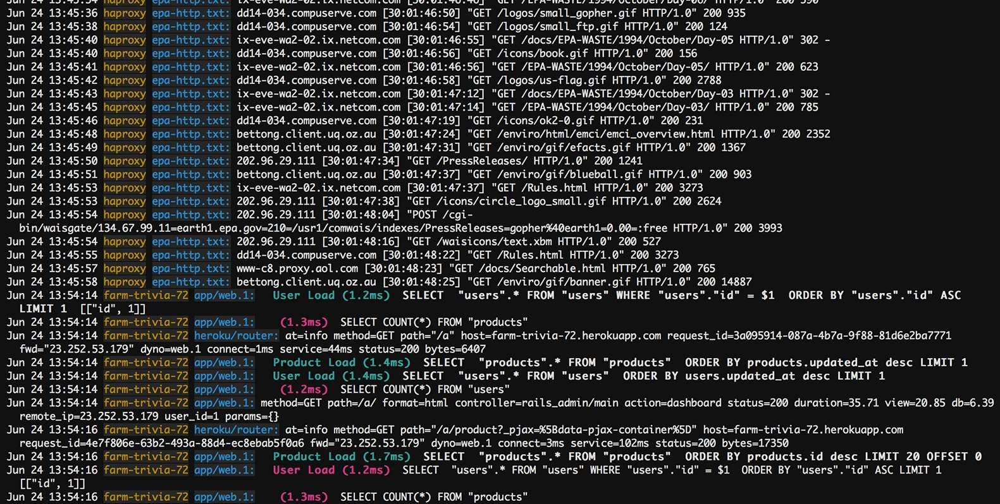 Jun 24 13:45:34 haproxy epa-http.txt: ix-eve-wa2-02.ix.netcom.com [30:01:46:46] "GET /EPA-WASTE/1994/October/Day-06/ HTTP/1.0" 200 590
Jun 24 13:45:36 haproxy epa-http.txt: dd14-034.compuserve.com [30:01:46:50] "GET /logos/small_gopher.gif HTTP/1.0" 200 935
Jun 24 13:45:38 haproxy epa-http.txt: dd14-034.compuserve.com [30:01:46:54] "GET /logos/small_ftp.gif HTTP/1.0" 200 124
Jun 24 13:45:40 haproxy epa-http.txt: ix-eve-wa2-02.ix.netcom.com [30:01:46:55] "GET /docs/EPA-WASTE/1994/October/Day-05 HTTP/1.0" 302 -
Jun 24 13:45:40 haproxy epa-http.txt: dd14-034.compuserve.com [30:01:46:56] "GET /icons/book.gif HTTP/1.0" 200 156
Jun 24 13:45:41 haproxy epa-http.txt: ix-eve-wa2-02.ix.netcom.com [30:01:46:56] "GET /EPA-WASTE/1994/October/Day-05/ HTTP/1.0" 200 623
Jun 24 13:45:42 haproxy epa-http.txt: dd14-034.compuserve.com [30:01:46:58] "GET /logos/us-flag.gif HTTP/1.0" 200 2788
Jun 24 13:45:43 haproxy epa-http.txt: ix-eve-wa2-02.ix.netcom.com [30:01:47:12] "GET /docs/EPA-WASTE/1994/October/Day-03 HTTP/1.0" 302 -
Jun 24 13:45:45 haproxy epa-http.txt: ix-eve-wa2-02.ix.netcom.com [30:01:47:14] "GET /EPA-WASTE/1994/October/Day-03/ HTTP/1.0" 200 785
Jun 24 13:45:46 haproxy epa-http.txt: dd14-034.compuserve.com [30:01:47:19] "GET /icons/ok2-0.gif HTTP/1.0" 200 231
Jun 24 13:45:48 haproxy epa-http.txt: bettong.client.uq.oz.au [30:01:47:24] "GET /enviro/html/emci/emci_overview.html HTTP/1.0" 200 2352
Jun 24 13:45:49 haproxy epa-http.txt: bettong.client.uq.oz.au [30:01:47:31] "GET /enviro/gif/efacts.gif HTTP/1.0" 200 1367
Jun 24 13:45:50 haproxy epa-http.txt: 202.96.29.111 [30:01:47:34] "GET /PressReleases/ HTTP/1.0" 200 1241
Jun 24 13:45:51 haproxy epa-http.txt: bettong.client.uq.oz.au [30:01:47:37] "GET /enviro/gif/blueball.gif HTTP/1.0" 200 903
Jun 24 13:45:53 haproxy epa-http.txt: ix-eve-wa2-02.ix.netcom.com [30:01:47:37] "GET /Rules.html HTTP/1.0" 200 3273
Jun 24 13:45:53 haproxy epa-http.txt: 202.96.29.111 [30:01:47:38] "GET /icons/circle_logo_small.gif HTTP/1.0" 200 2624
Jun 24 13:45:54 haproxy epa-http.txt: 202.96.29.111 [30:01:48:04] "POST /cgi-
bin/waisgate/134.67.99.11=earth1.epa.gov=210=/usr1/comwais/indexes/PressReleases=gopher%40earth1=0.00=:free HTTP/1.0" 200 3993
Jun 24 13:45:54 haproxy epa-http.txt: 202.96.29.111 [30:01:48:16] "GET /waisicons/text.xbm HTTP/1.0" 200 527
Jun 24 13:45:55 haproxy epa-http.txt: dd14-034.compuserve.com [30:01:48:22] "GET /Rules.html HTTP/1.0" 200 3273
Jun 24 13:45:57 haproxy epa-http.txt: www-c8.proxy.aol.com [30:01:48:23] "GET /docs/Searchable.html HTTP/1.0" 200 765
Jun 24 13:45:58 haproxy epa-http.txt: bettong.client.uq.oz.au [30:01:48:25] "GET /enviro/gif/banner.gif HTTP/1.0" 200 14887
Jun 24 13:54:14 farm-trivia-72 app/web.1: User Load (1.2ms) SELECT "users".* FROM "users" WHERE "users"."id" = $1 ORDER BY "users"."id" ASC
LIMIT 1 [["id", 1]]
Jun 24 13:54:14 farm-trivia-72 app/web.1: (1.3ms) SELECT COUNT(*) FROM "products"
Jun 24 13:54:14 farm-trivia-72 heroku/router: at=info method=GET path="/a" host=farm-trivia-72.herokuapp.com request_id=3a095914-087a-4b7a-9f88-81d6e2ba7771
fwd="23.252.53.179" dyno=web.1 connect=1ms service=44ms status=200 bytes=6407
Jun 24 13:54:14 farm-trivia-72 app/web.1: Product Load (1.4ms) SELECT "products".* FROM "products" ORDER BY products.updated_at desc LIMIT 1
Jun 24 13:54:14 farm-trivia-72 app/web.1: User Load (1.4ms) SELECT "users".* FROM "users" ORDER BY users.updated_at desc LIMIT 1
Jun 24 13:54:14 farm-trivia-72 app/web.1: (1.2ms) SELECT COUNT(*) FROM "users"
Jun 24 13:54:14 farm-trivia-72 app/web.1: method=GET path=/a/ format=html controller=rails_admin/main action=dashboard status=200 duration=35.71 view=20.85 db=6.39
remote_ip=23.252.53.179 user_id=1 params={}
Jun 24 13:54:16 farm-trivia-72 heroku/router: at=info method=GET path="/a/product?_pjax=%5Bdata-pjax-container%5D" host=farm-trivia-72.herokuapp.com
request_id=4e7f806e-63b2-493a-88d4-ec8ebab5f0a6 fwd="23.252.53.179" dyno=web.1 connect=3ms service=102ms status=200 bytes=17350
Jun 24 13:54:16 farm-trivia-72 app/web.1: Product Load (1.7ms) SELECT "products".* FROM "products" ORDER BY products.id desc LIMIT 20 OFFSET 0
Jun 24 13:54:16 farm-trivia-72 app/web.1: User Load (1.2ms) SELECT "users".* FROM "users" WHERE "users"."id" = $1 ORDER BY "users"."id" ASC LIMIT 1
[["id", 1]]
Jun 24 13:54:16 farm-trivia-72 app/web.1: (1.3ms) SELECT COUNT(*) FROM "products"